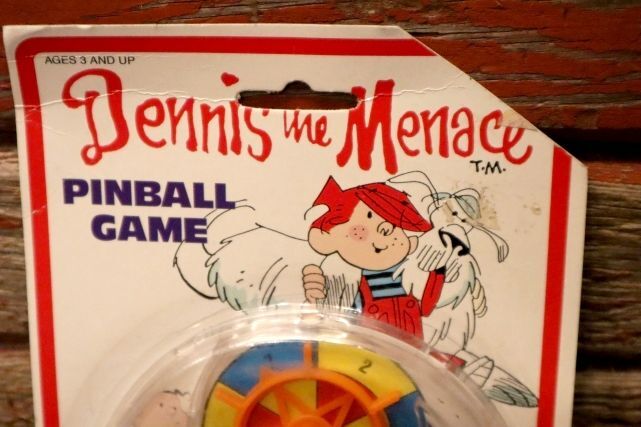 AGES 3 AND UP
Dennis the Menace
T.M.
PINBALL
GAME
2